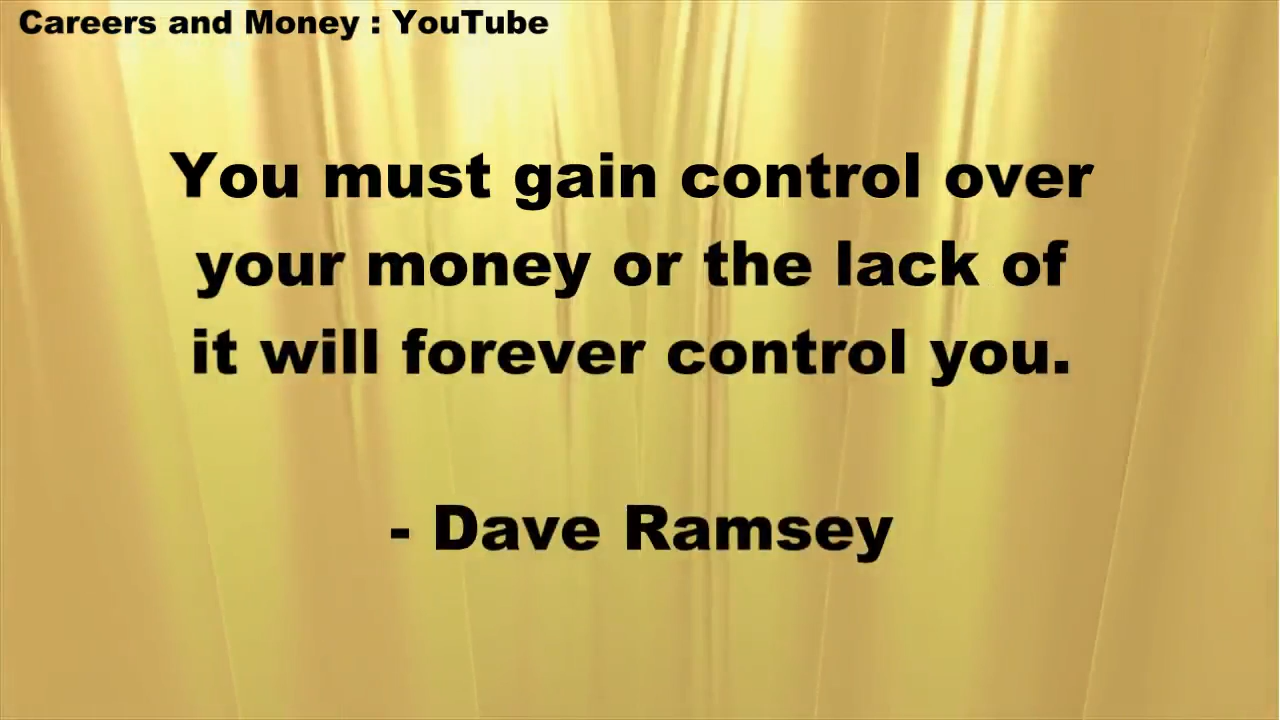 Careers and Money : YouTube
You must gain control over
your money or the lack of
it will forever control you.
- Dave Ramsey